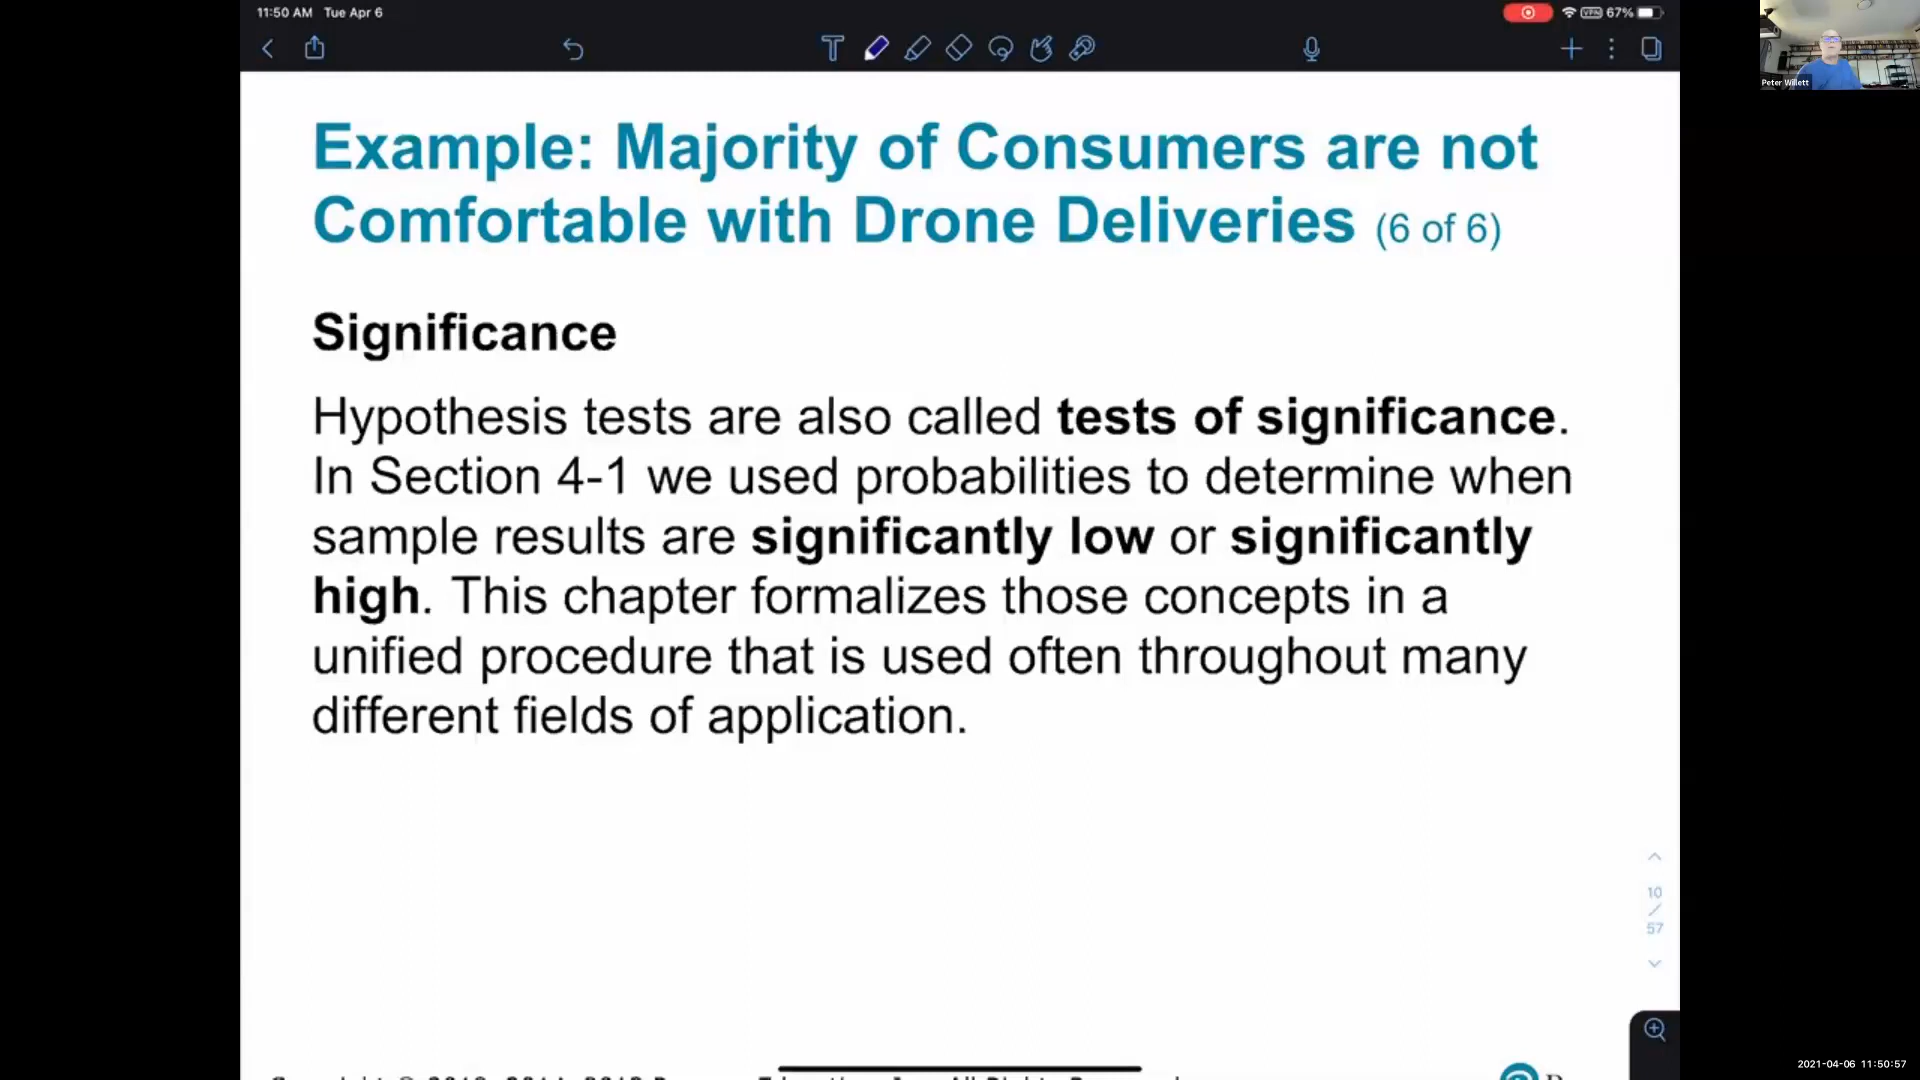 11:50 AM Tue Apr 6
VPN 67%
Peter Willett
Example: Majority of Consumers are not
Comfortable with Drone Deliveries (6 of 6)
Significance
Hypothesis tests are also called tests of significance.
In Section 4-1 we used probabilities to determine when
sample results are significantly low or significantly
high. This chapter formalizes those concepts in a
unified procedure that is used often throughout many
different fields of application.
10
/
57
2021-04-06 11:50:57